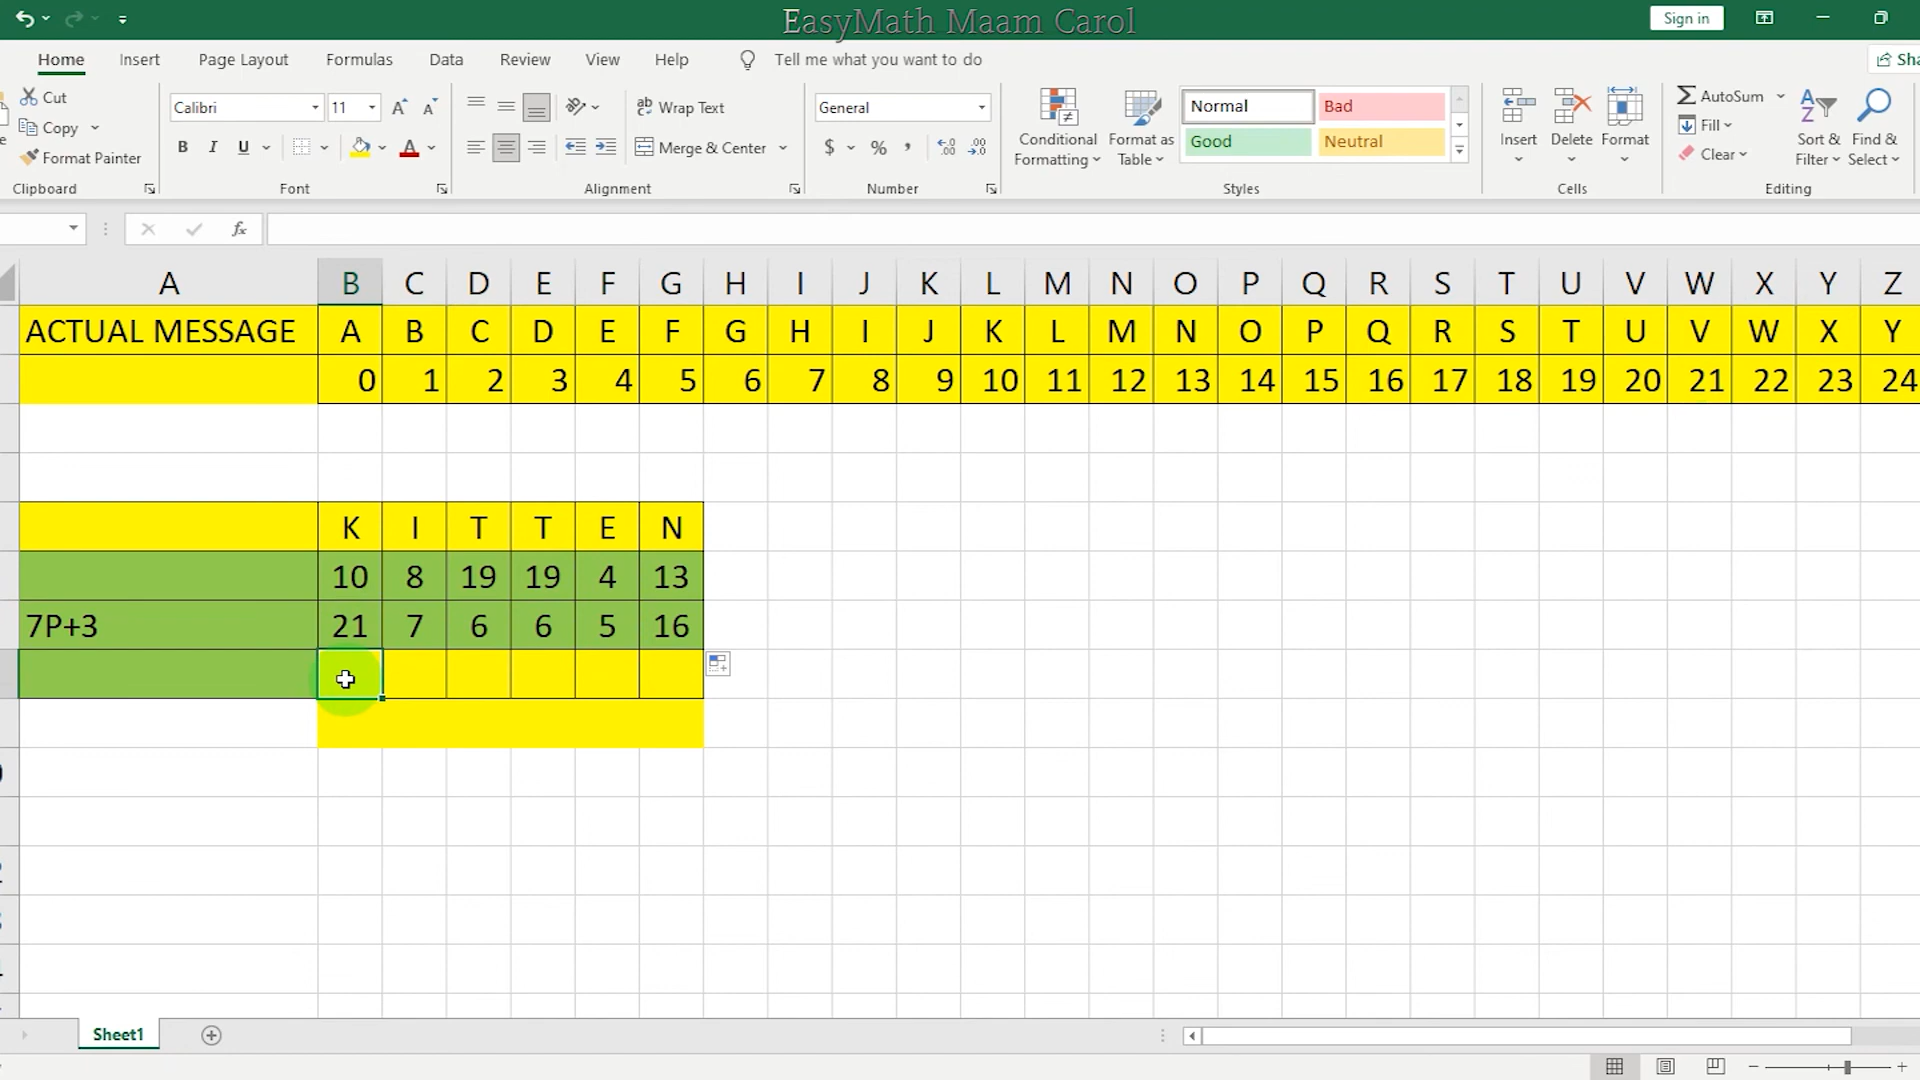 EasyMath Maam Carol
Sign in
Home Insert Page Layout Formulas Data Review View Help Tell me what you want to do
Cut
Copy
Format Painter
Clipboard
Calibri 11
B I U
Font
Wrap Text
Merge & Center
Alignment
General
$ % ,
Number
Conditional Formatting
Format as Table
Normal Bad
Good Neutral
Styles
Insert Delete Format
Cells
AutoSum
Fill
Clear
Sort & Filter
Find & Select
Editing
fx
A B C D E F G H I J K L M N O P Q R S T U V W X Y Z
ACTUAL MESSAGE A B C D E F G H I J K L M N O P Q R S T U V W X Y
0 1 2 3 4 5 6 7 8 9 10 11 12 13 14 15 16 17 18 19 20 21 22 23 24
K I T T E N
10 8 19 19 4 13
7P+3 21 7 6 6 5 16
Sheet1